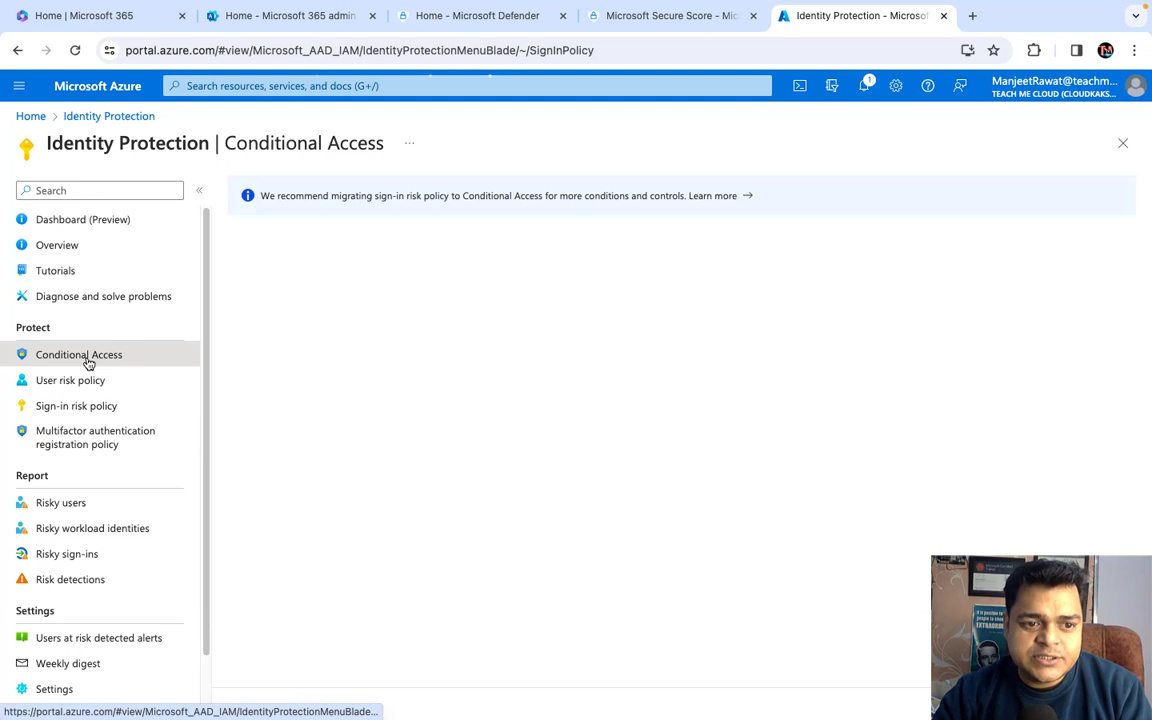 Home | Microsoft 365
Home - Microsoft 365 admin
Home - Microsoft Defender
Microsoft Secure Score - Mic
Identity Protection - Microsof
portal.azure.com/#view/Microsoft_AAD_IAM/IdentityProtectionMenuBlade/~/SignInPolicy
Microsoft Azure
Search resources, services, and docs (G+/)
1
ManjeetRawat@teachm...
TEACH ME CLOUD (CLOUDKAKS...
Home > Identity Protection
Identity Protection | Conditional Access
...
Search
We recommend migrating sign-in risk policy to Conditional Access for more conditions and controls. Learn more
Dashboard (Preview)
Overview
Tutorials
Diagnose and solve problems
Protect
Conditional Access
User risk policy
Sign-in risk policy
Multifactor authentication
registration policy
Report
Risky users
Risky workload identities
Risky sign-ins
Risk detections
Settings
Users at risk detected alerts
Weekly digest
Settings
https://portal.azure.com/#view/Microsoft_AAD_IAM/IdentityProtectionMenuBlade...
EXTRAORDINARY